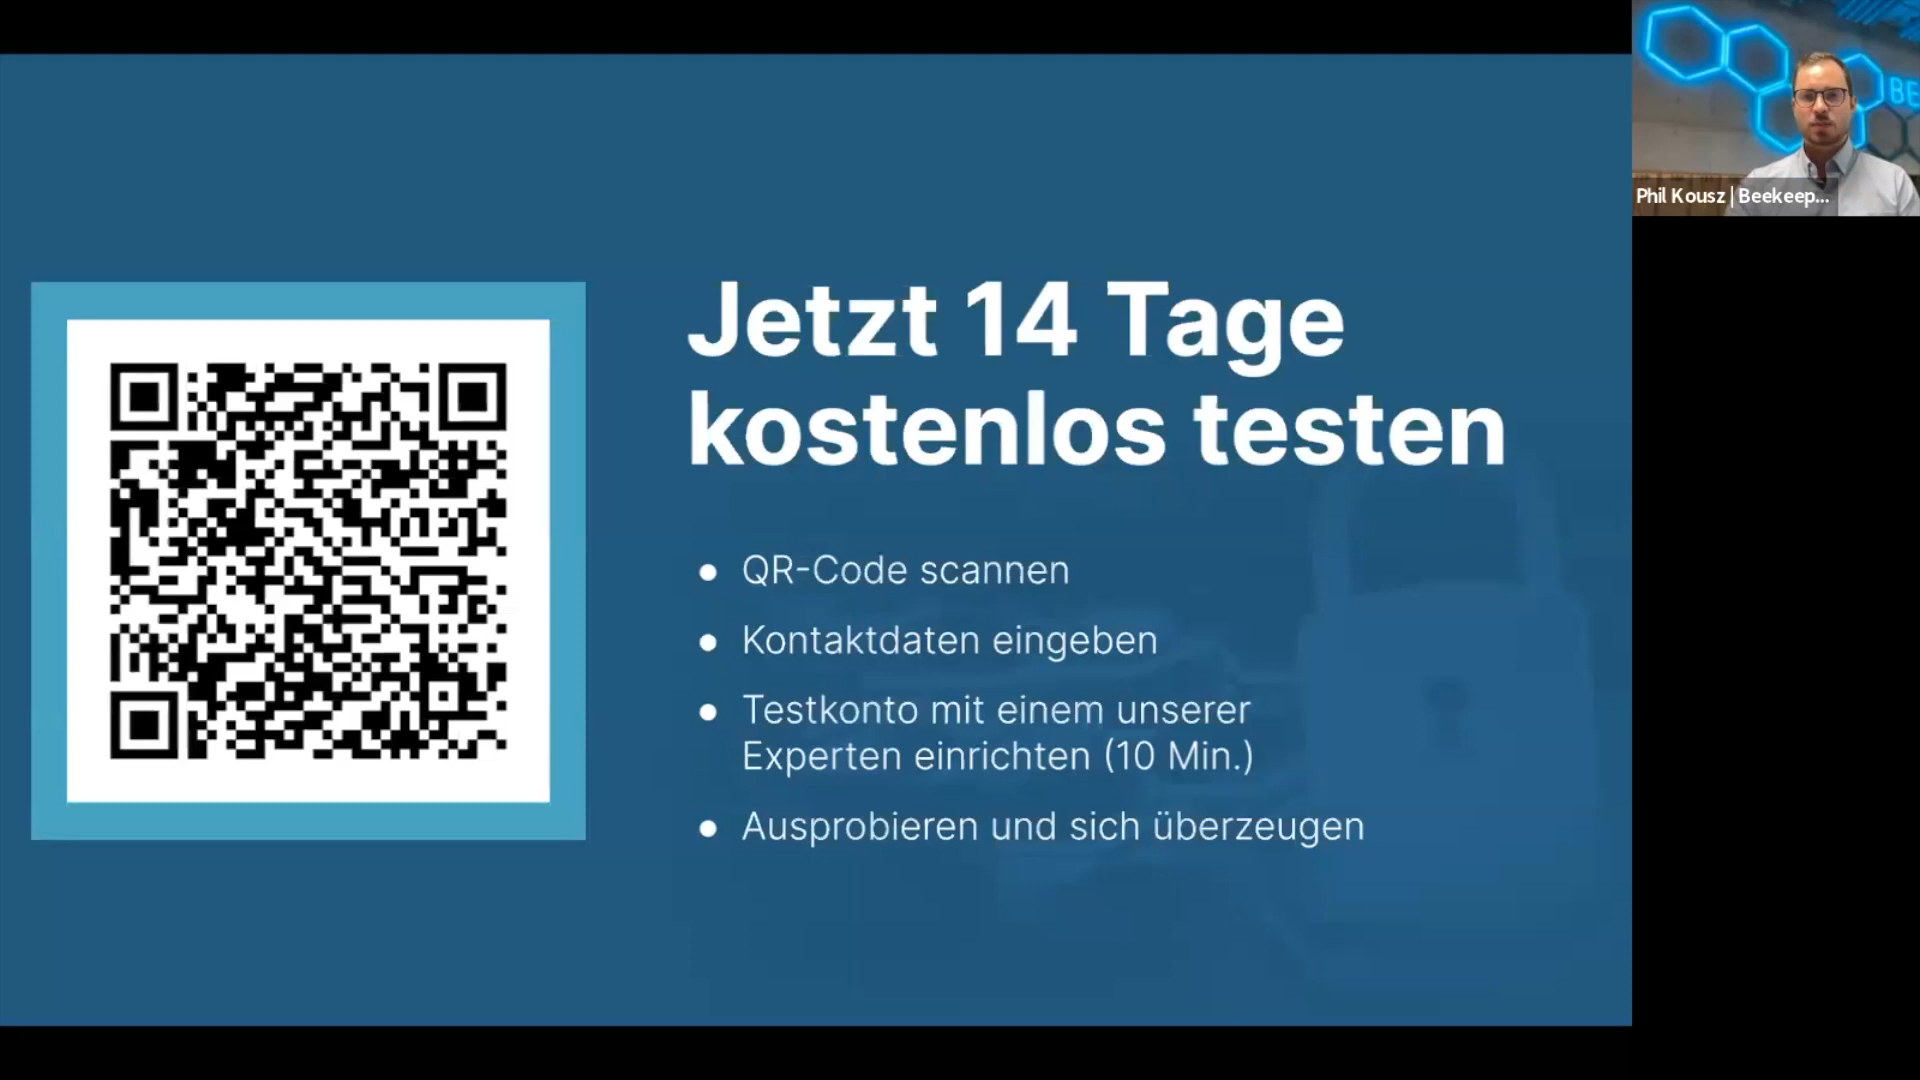 Jetzt 14 Tage
kostenlos testen
QR-Code scannen
Kontaktdaten eingeben
Testkonto mit einem unserer
Experten einrichten (10 Min.)
Ausprobieren und sich überzeugen
BE
Phil Kousz | Beekeep...